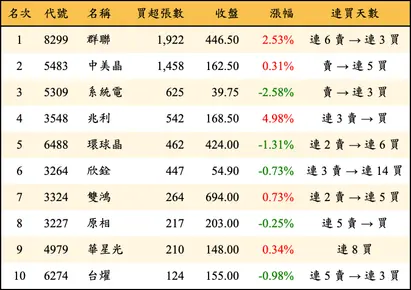 名次 代號 名稱 買超張數 收盤 漲幅 連買天數
1 8299 群聯 1,922 446.50 2.53% 連 6 賣 → 連 3 買
2 5483 中美晶 1,458 162.50 0.31% 賣 → 連 5 買
3 5309 系統電 625 39.75 -2.58% 賣 → 連 3 買
4 3548 兆利 542 168.50 4.98% 連 3 賣 → 買
5 6488 環球晶 462 424.00 -1.31% 連 2 賣 → 連 6 買
6 3264 欣銓 447 54.90 -0.73% 連 3 賣 → 連 14 買
7 3324 雙鴻 264 694.00 0.73% 連 2 賣 → 連 5 買
8 3227 原相 217 203.00 -0.25% 連 5 賣 → 買
9 4979 華星光 210 148.00 0.34% 連 8 買
10 6274 台燿 124 155.00 -0.98% 連 5 賣 → 連 3 買